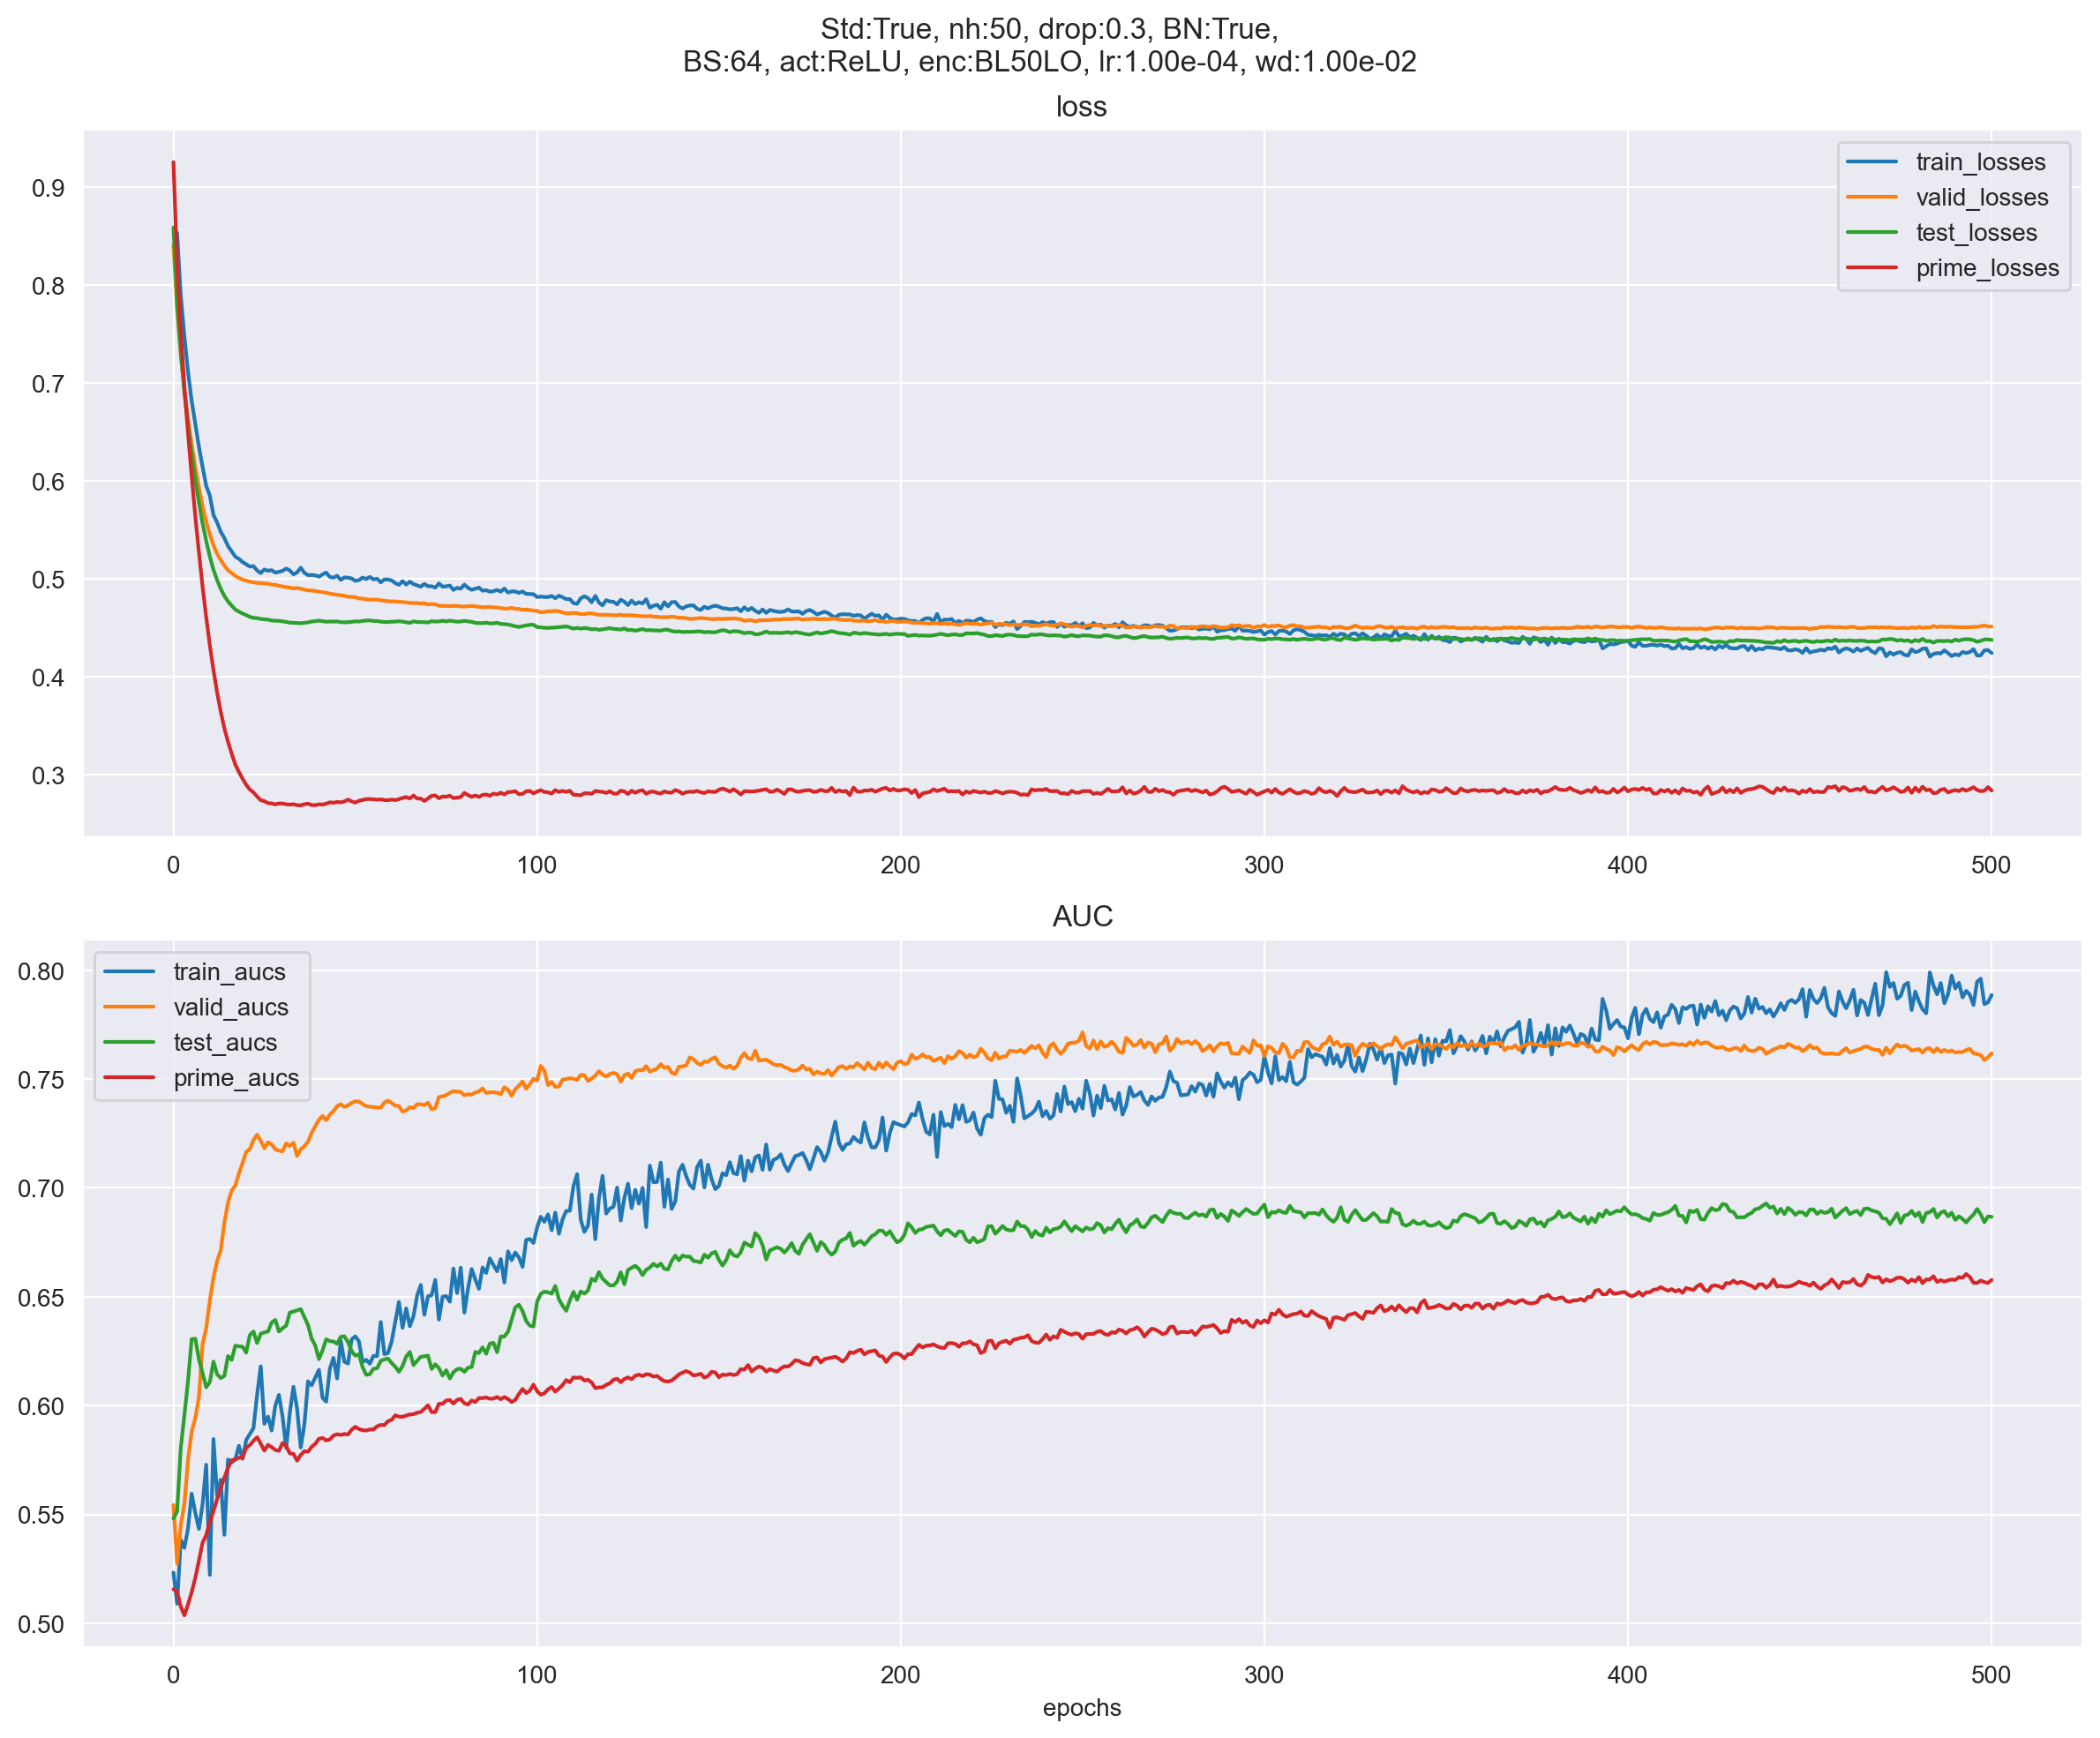 Std:True, nh:50, drop:0.3, BN:True,
BS:64, act:ReLU, enc:BL50LO, lr:1.00e-04, wd:1.00e-02
loss
0.9
0.8
0.7
0.6
0.5
0.4
0.3
train_losses
valid_losses
test_losses
prime_losses
0 100 200 300 400 500
AUC
0.80
0.75
0.70
0.65
0.60
0.55
0.50
train_aucs
valid_aucs
test_aucs
prime_aucs
0 100 200 300 400 500
epochs